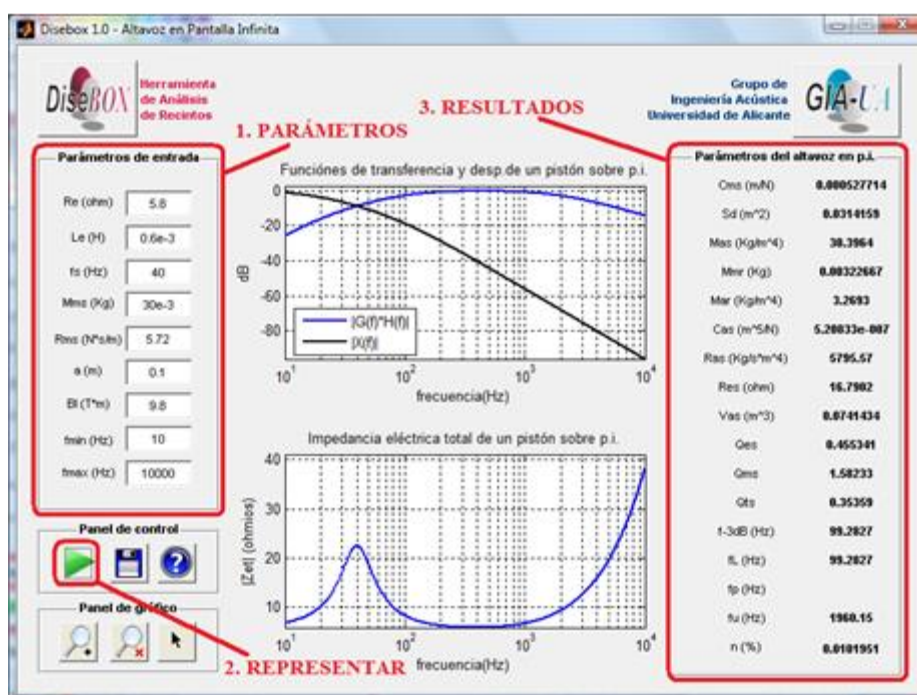 Disebox 1.0 - Altavoz en Pantalla Infinita
DiseBOX
Herramienta
de Análisis
de Recintos
1. PARÁMETROS
3. RESULTADOS
Grupo de
Ingeniería Acústica
Universidad de Alicante
GIA-UA
Parámetros de entrada
Re (ohm) 5.8
Le (H) 0.6e-3
fs (Hz) 40
Mms (Kg) 30e-3
Rms (N*s/m) 5.72
a (m) 0.1
Bl (T*m) 9.8
fmin (Hz) 10
fmax (Hz) 10000
Panel de control
Panel de gráfico
2. REPRESENTAR
Funciónes de transferencia y desp.de un pistón sobre p.i.
dB
0
-20
-40
-60
-80
|G(f)*H(f)|
|X(f)|
10^1 10^2 10^3 10^4
frecuencia(Hz)
Impedancia eléctrica total de un pistón sobre p.i.
|Zet| (ohmios)
40
30
20
10
10^1 10^2 10^3 10^4
frecuencia(Hz)
Parámetros del altavoz en p.i.
Cms (m/N) 0.000527714
Sd (m^2) 0.0314159
Mas (Kg/m^4) 30.3964
Mmr (Kg) 0.00322667
Mar (Kg/m^4) 3.2693
Cas (m^5/N) 5.20833e-007
Ras (Kg/s*m^4) 5795.57
Res (ohm) 16.7902
Vas (m^3) 0.0741434
Qes 0.455341
Qms 1.58233
Qts 0.35359
f-3dB (Hz) 99.2827
fL (Hz) 99.2827
fp (Hz)
fu (Hz) 1960.15
n (%) 0.0101951